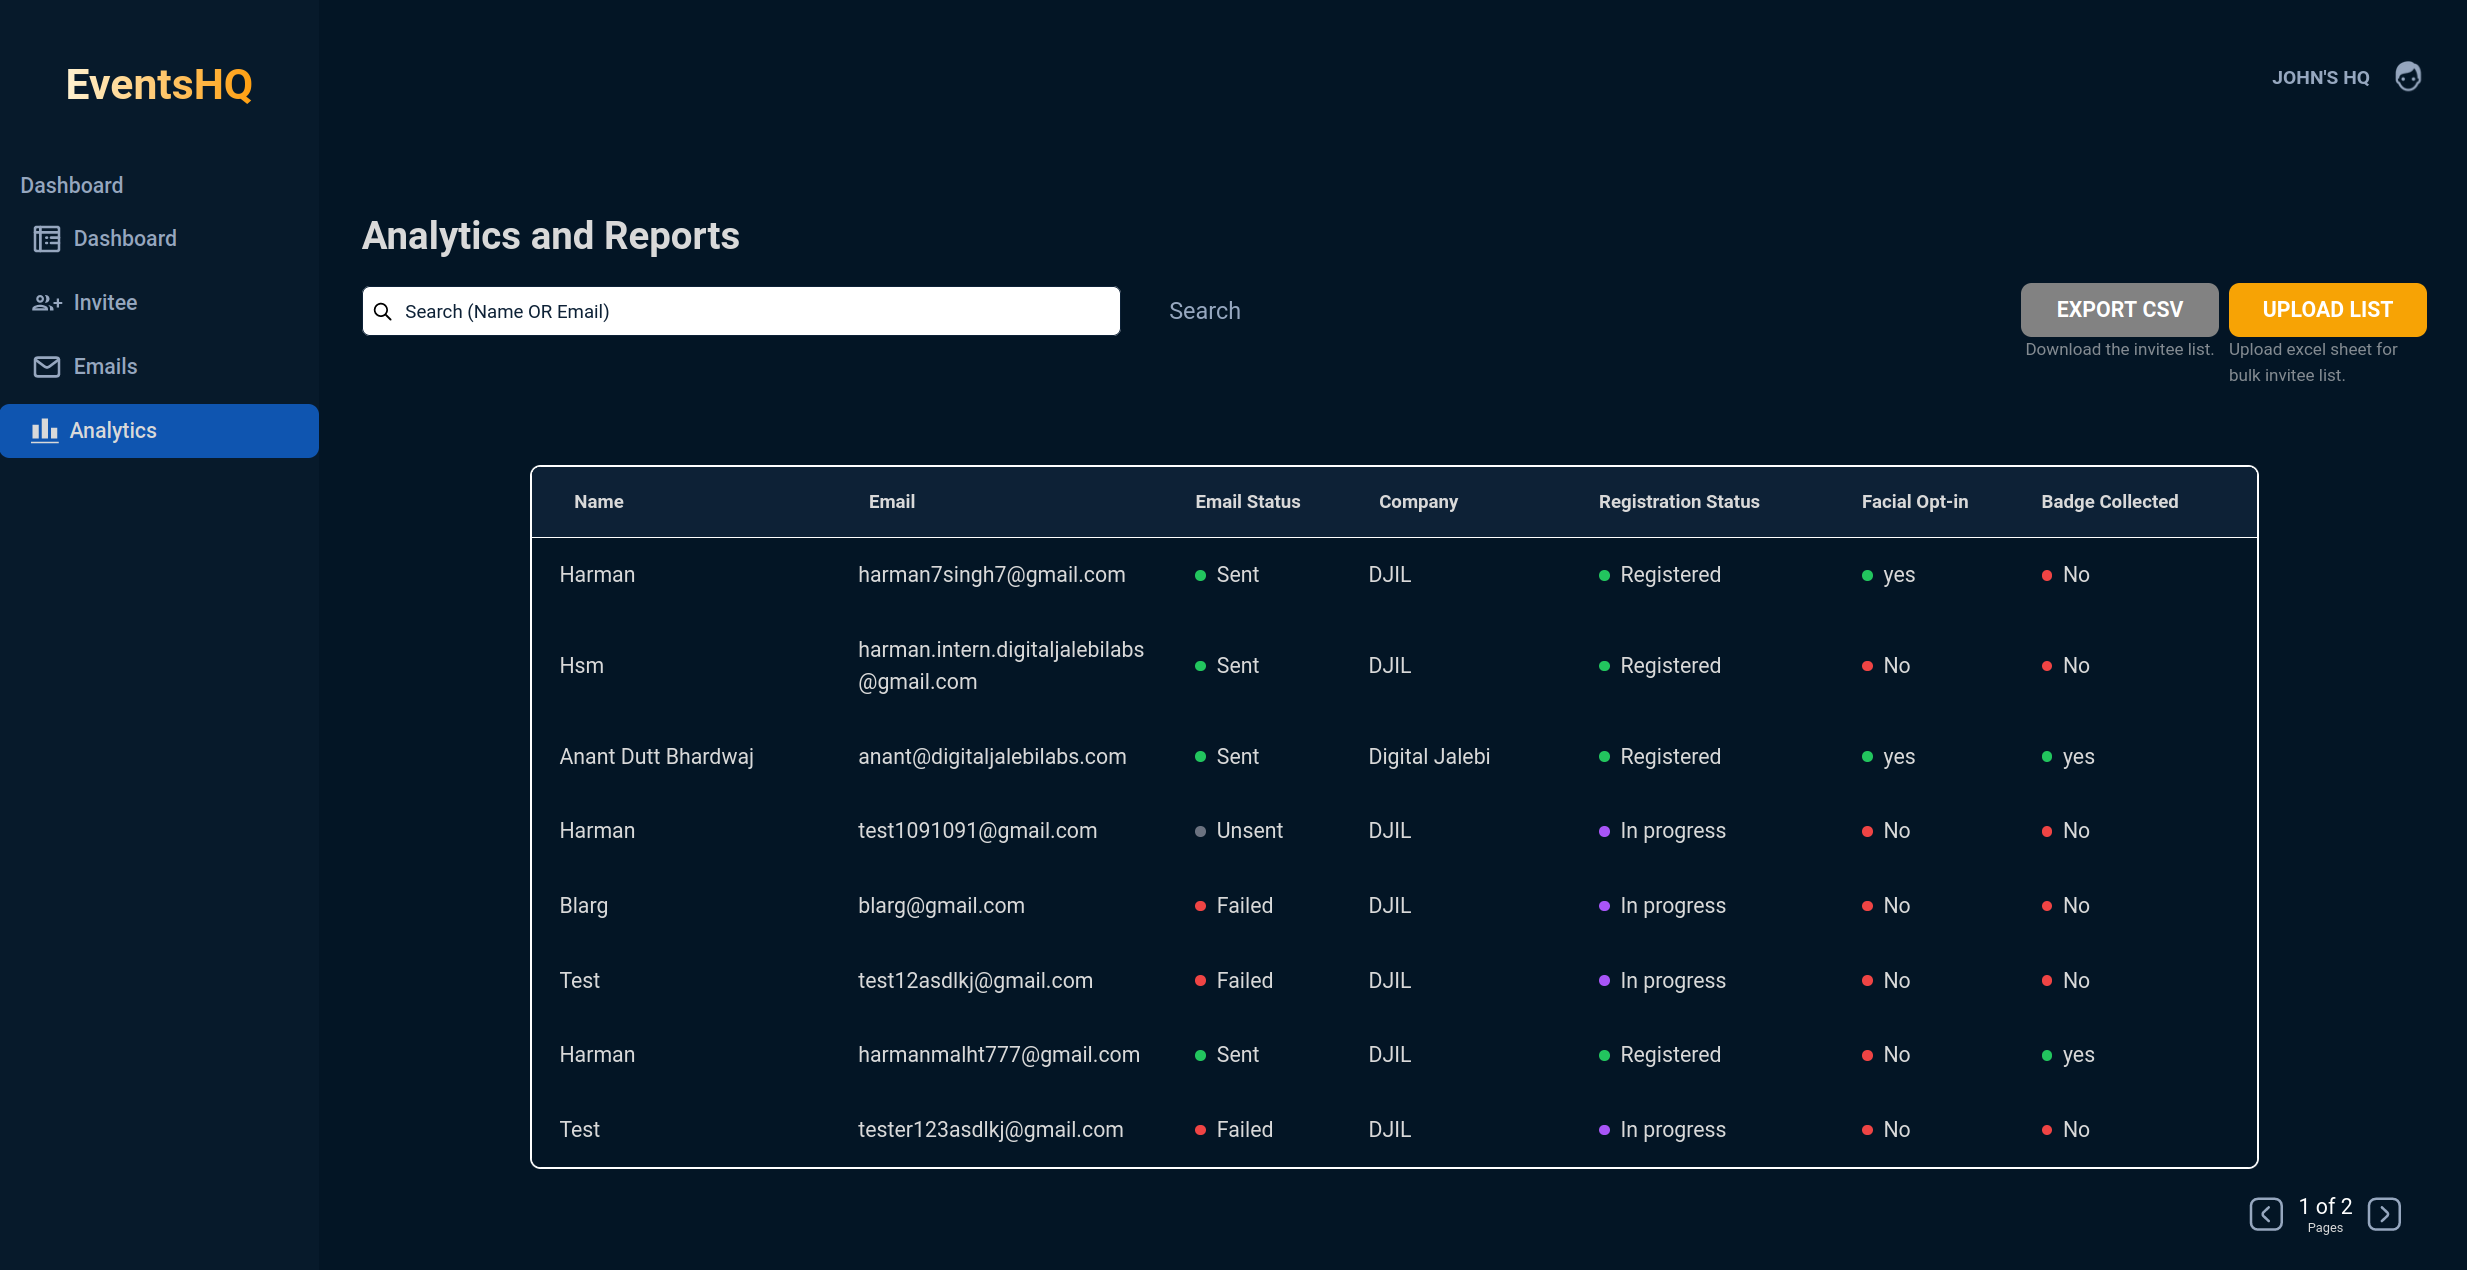 EventsHQ
JOHN'S HQ
Dashboard
Dashboard
Invitee
Emails
Analytics
Analytics and Reports
Search (Name OR Email)
Search
EXPORT CSV
Download the invitee list.
UPLOAD LIST
Upload excel sheet for
bulk invitee list.
Name Email Email Status Company Registration Status Facial Opt-in Badge Collected
Harman harman7singh7@gmail.com Sent DJIL Registered yes No
Hsm harman.intern.digitaljalebilabs
@gmail.com Sent DJIL Registered No No
Anant Dutt Bhardwaj anant@digitaljalebilabs.com Sent Digital Jalebi Registered yes yes
Harman test1091091@gmail.com Unsent DJIL In progress No No
Blarg blarg@gmail.com Failed DJIL In progress No No
Test test12asdlkj@gmail.com Failed DJIL In progress No No
Harman harmanmalht777@gmail.com Sent DJIL Registered No yes
Test tester123asdlkj@gmail.com Failed DJIL In progress No No
1 of 2
Pages